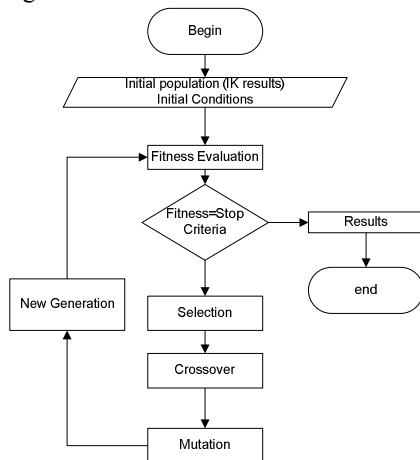 Begin
Initial population (IK results)
Initial Conditions
Fitness Evaluation
Fitness=Stop
Criteria
Results
end
New Generation
Selection
Crossover
Mutation